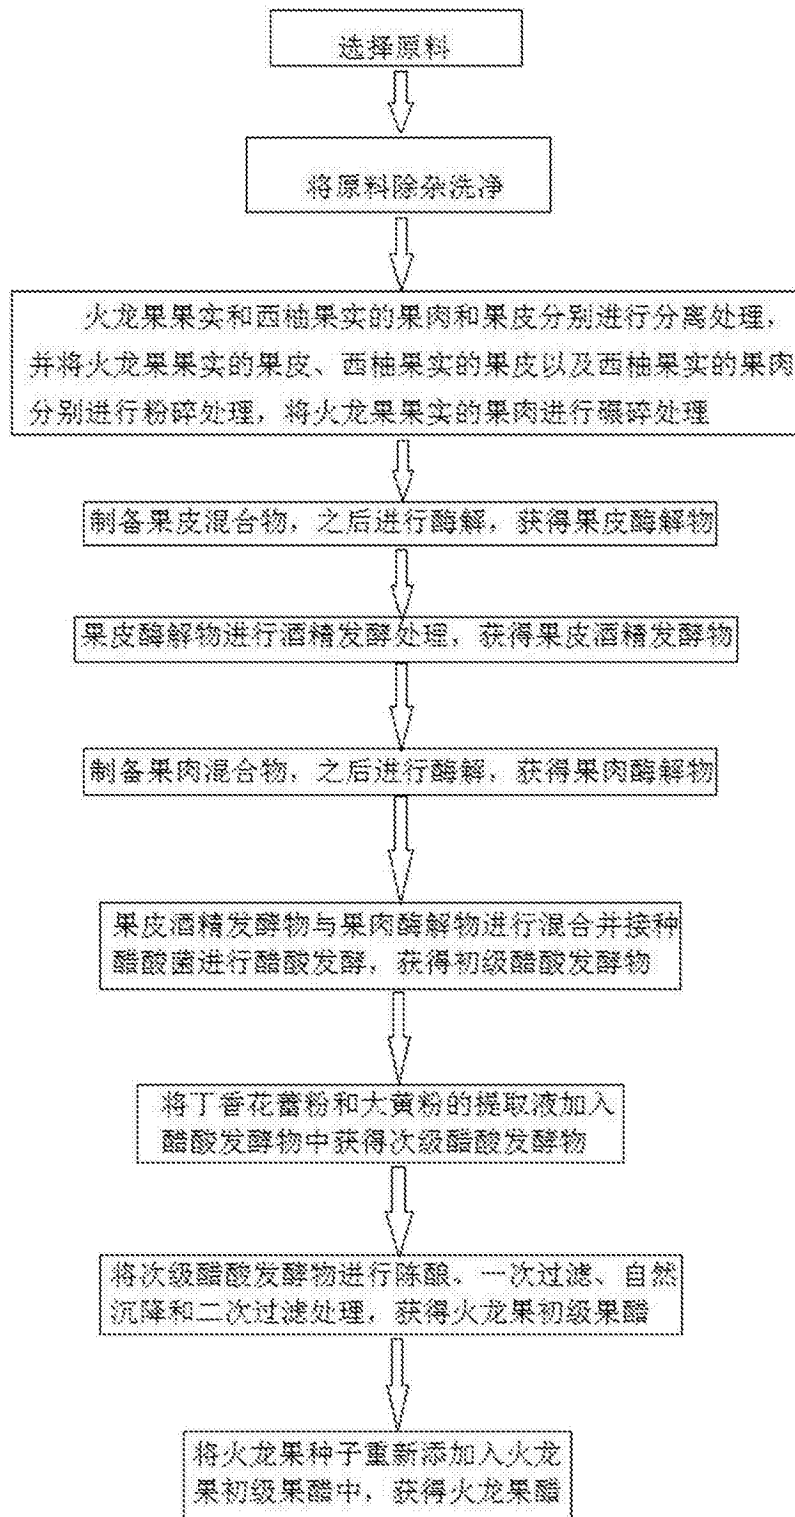 选择原料
将原料除杂洗净
火龙果果实和西柚果实的果肉和果皮分别进行分离处理，
并将火龙果果实的果皮、西柚果实的果皮以及西柚果实的果肉
分别进行粉碎处理，将火龙果果实的果肉进行碾碎处理
制备果皮混合物，之后进行酶解，获得果皮酶解物
果皮酶解物进行酒精发酵处理，获得果皮酒精发酵物
制备果肉混合物，之后进行酶解，获得果肉酶解物
果皮酒精发酵物与果肉酶解物进行混合并接种
醋酸菌进行醋酸发酵，获得初级醋酸发酵物
将丁香花蕾粉和大黄粉的提取液加入
醋酸发酵物中获得次级醋酸发酵物
将次级醋酸发酵物进行陈酿、一次过滤、自然
沉降和二次过滤处理，获得火龙果初级果醋
将火龙果种子重新添加入火龙
果初级果醋中，获得火龙果醋